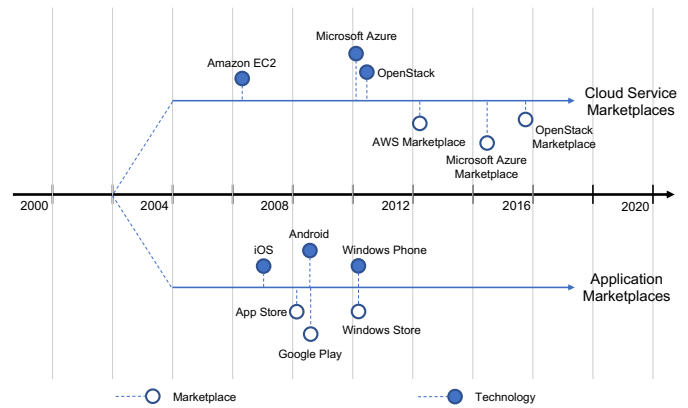 Microsoft Azure
Amazon EC2
OpenStack
Cloud Service
Marketplaces
AWS Marketplace
OpenStack
Marketplace
Microsoft Azure
Marketplace
2000
2004
2008
2012
2016
2020
Android
iOS
Windows Phone
Application
Marketplaces
App Store
Windows Store
Google Play
Marketplace
Technology